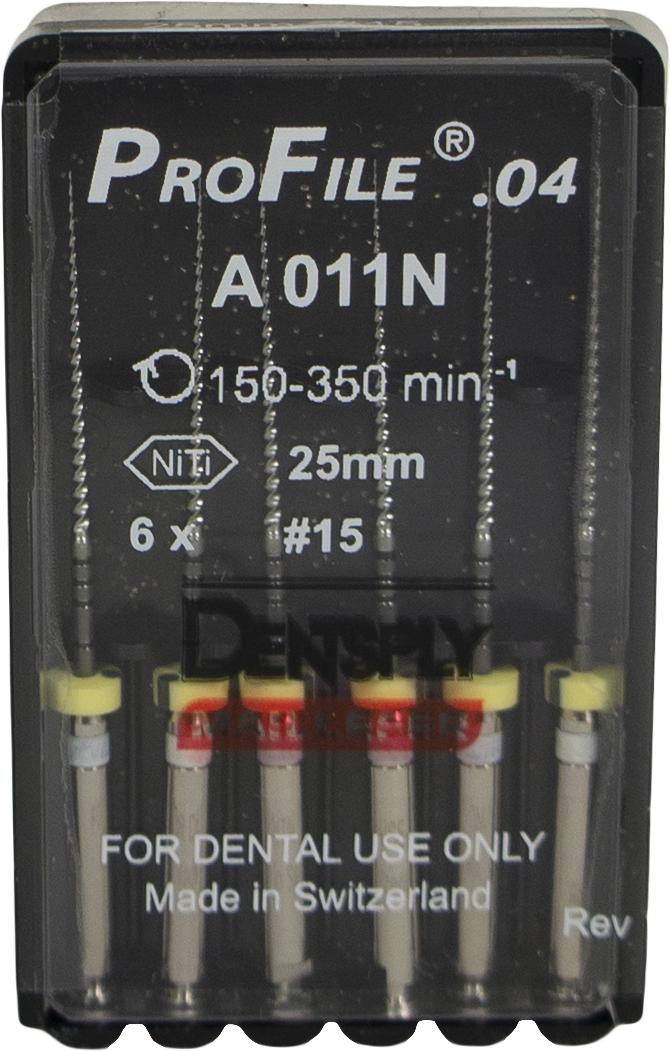 PROFILE® .04
A 011N
150-350 min⁻¹
NiTi 25mm
6 x #15
DENTSPLY
MAILLEFER
FOR DENTAL USE ONLY
Made in Switzerland
Rev